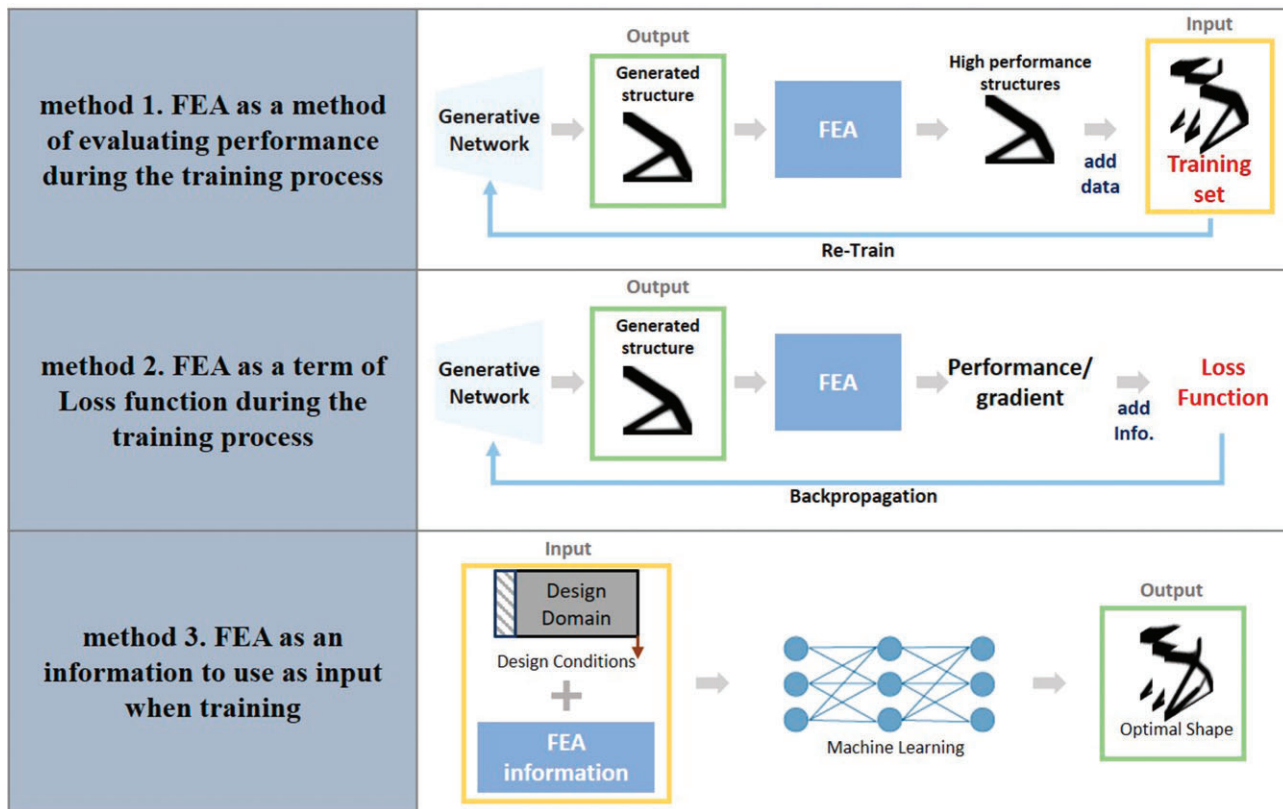 method 1. FEA as a method
of evaluating performance
during the training process
Output
Input
Generative
Network
Generated
structure
FEA
High performance
structures
add
data
Training
set
Re-Train
method 2. FEA as a term of
Loss function during the
training process
Output
Generative
Network
Generated
structure
FEA
Performance/
gradient
add
Info.
Loss
Function
Backpropagation
method 3. FEA as an
information to use as input
when training
Input
Design
Domain
Design Conditions
+
FEA
information
Machine Learning
Output
Optimal Shape